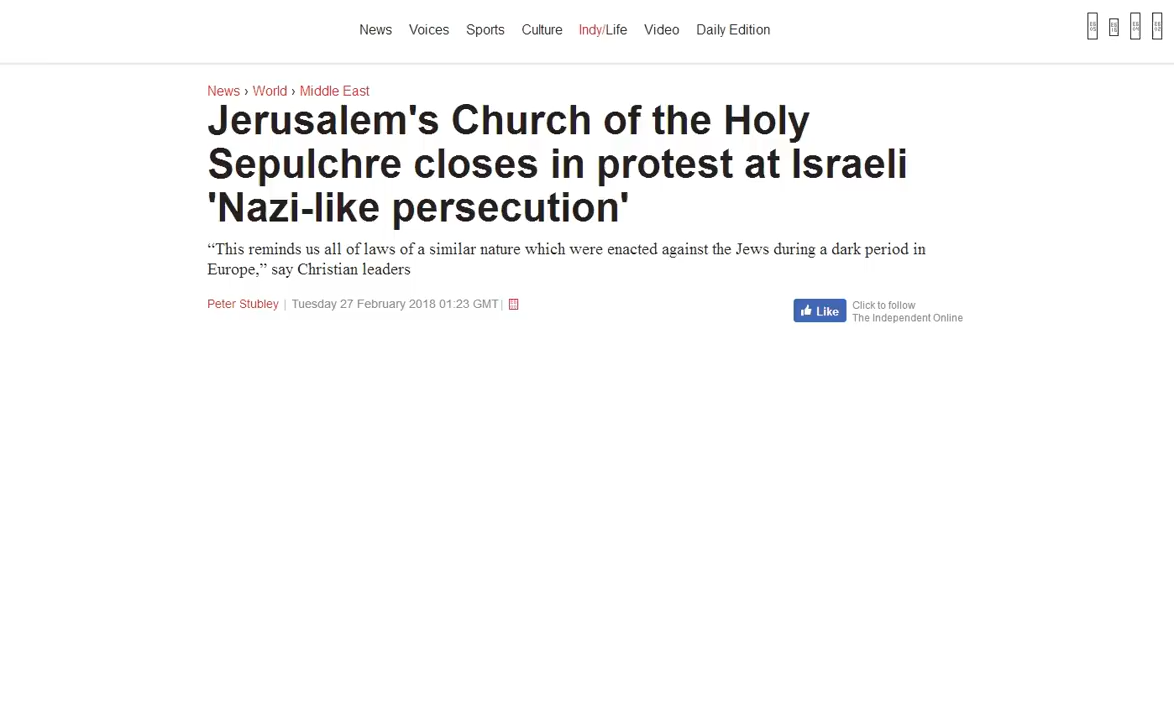 News Voices Sports Culture Indy/Life Video Daily Edition
News › World › Middle East
Jerusalem's Church of the Holy
Sepulchre closes in protest at Israeli
'Nazi-like persecution'
“This reminds us all of laws of a similar nature which were enacted against the Jews during a dark period in
Europe,” say Christian leaders
Peter Stubley | Tuesday 27 February 2018 01:23 GMT |
Like
Click to follow
The Independent Online